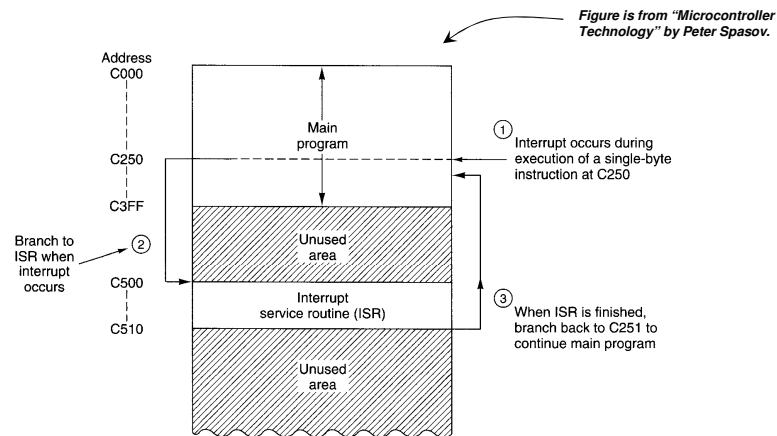 Figure is from “Microcontroller
Technology” by Peter Spasov.
Address
C000
Main
program
1
Interrupt occurs during
execution of a single-byte
instruction at C250
C250
C3FF
Branch to
ISR when
interrupt
occurs
2
Unused
area
C500
Interrupt
service routine (ISR)
C510
3
When ISR is finished,
branch back to C251 to
continue main program
Unused
area